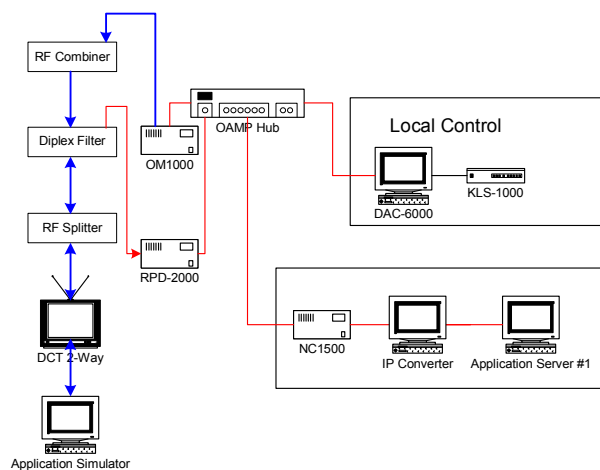 RF Combiner
OAMP Hub
Diplex Filter
OM1000
Local Control
DAC-6000
KLS-1000
RF Splitter
RPD-2000
DCT 2-Way
NC1500
IP Converter
Application Server #1
Application Simulator